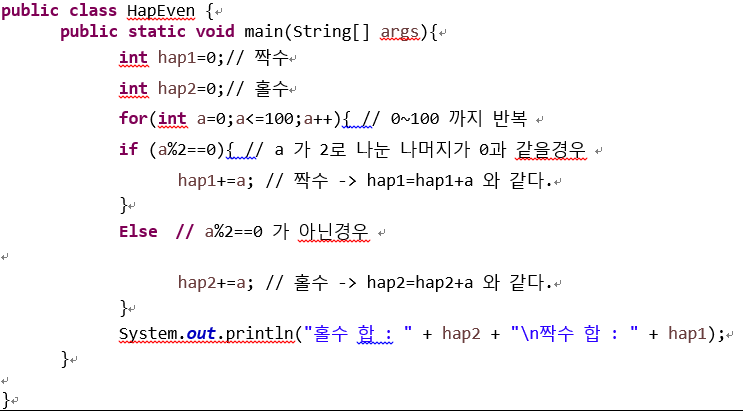 public class HapEven {
public static void main(String[] args){
int hap1=0;// 짝수
int hap2=0;// 홀수
for(int a=0;a<=100;a++){ // 0~100 까지 반복
if (a%2==0){ // a 가 2로 나눈 나머지가 0과 같을경우
hap1+=a; // 짝수 -> hap1=hap1+a 와 같다.
}
Else // a%2==0 가 아닌경우
hap2+=a; // 홀수 -> hap2=hap2+a 와 같다.
}
System.out.println("홀수 합 : " + hap2 + "\n짝수 합 : " + hap1);
}
}